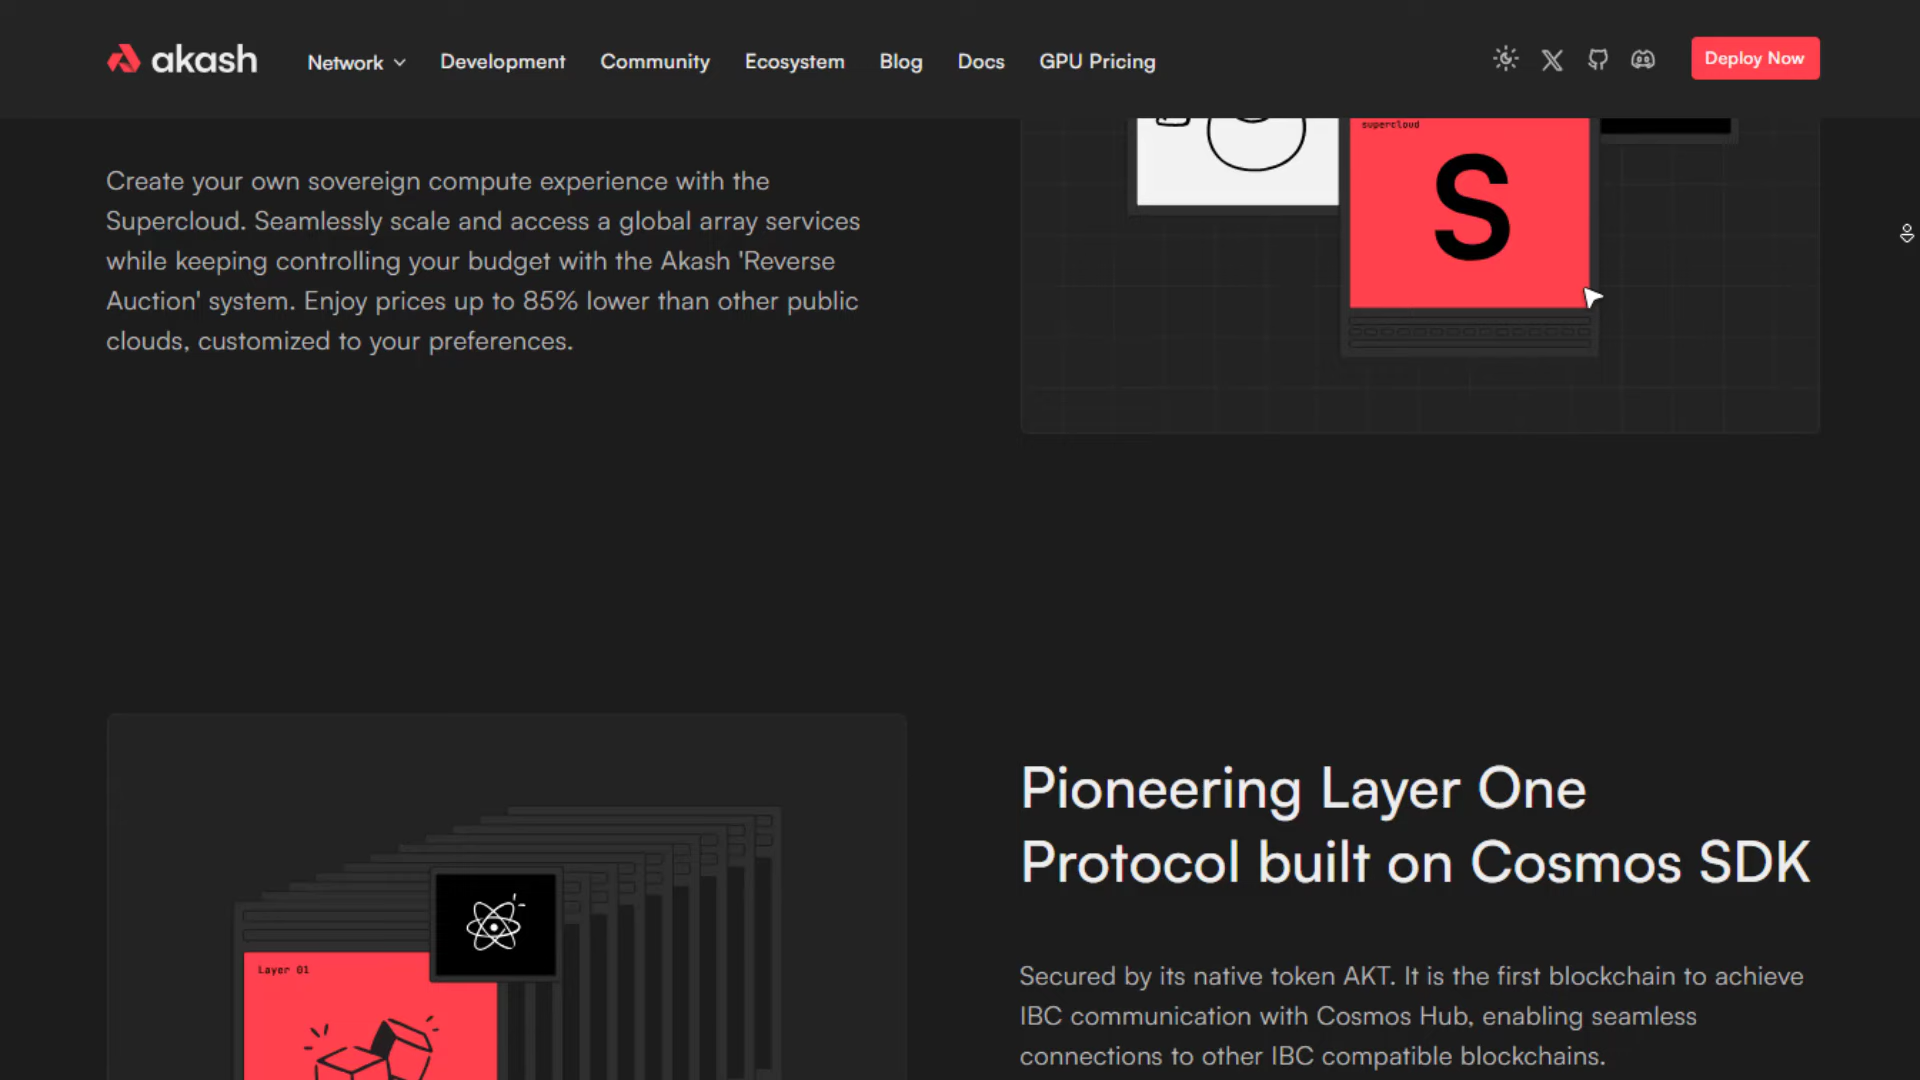 akash
Network
Development
Community
Ecosystem
Blog
Docs
GPU Pricing
Deploy Now
Create your own sovereign compute experience with the
Supercloud. Seamlessly scale and access a global array services
while keeping controlling your budget with the Akash 'Reverse
Auction' system. Enjoy prices up to 85% lower than other public
clouds, customized to your preferences.
supercloud
S
Layer 01
Pioneering Layer One
Protocol built on Cosmos SDK
Secured by its native token AKT. It is the first blockchain to achieve
IBC communication with Cosmos Hub, enabling seamless
connections to other IBC compatible blockchains.